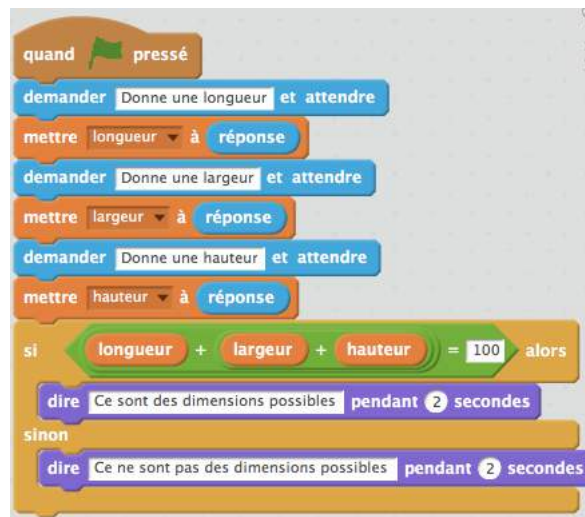 quand pressé
demander Donne une longueur et attendre
mettre longueur à réponse
demander Donne une largeur et attendre
mettre largeur à réponse
demander Donne une hauteur et attendre
mettre hauteur à réponse
si longueur + largeur + hauteur = 100 alors
dire Ce sont des dimensions possibles pendant 2 secondes
sinon
dire Ce ne sont pas des dimensions possibles pendant 2 secondes